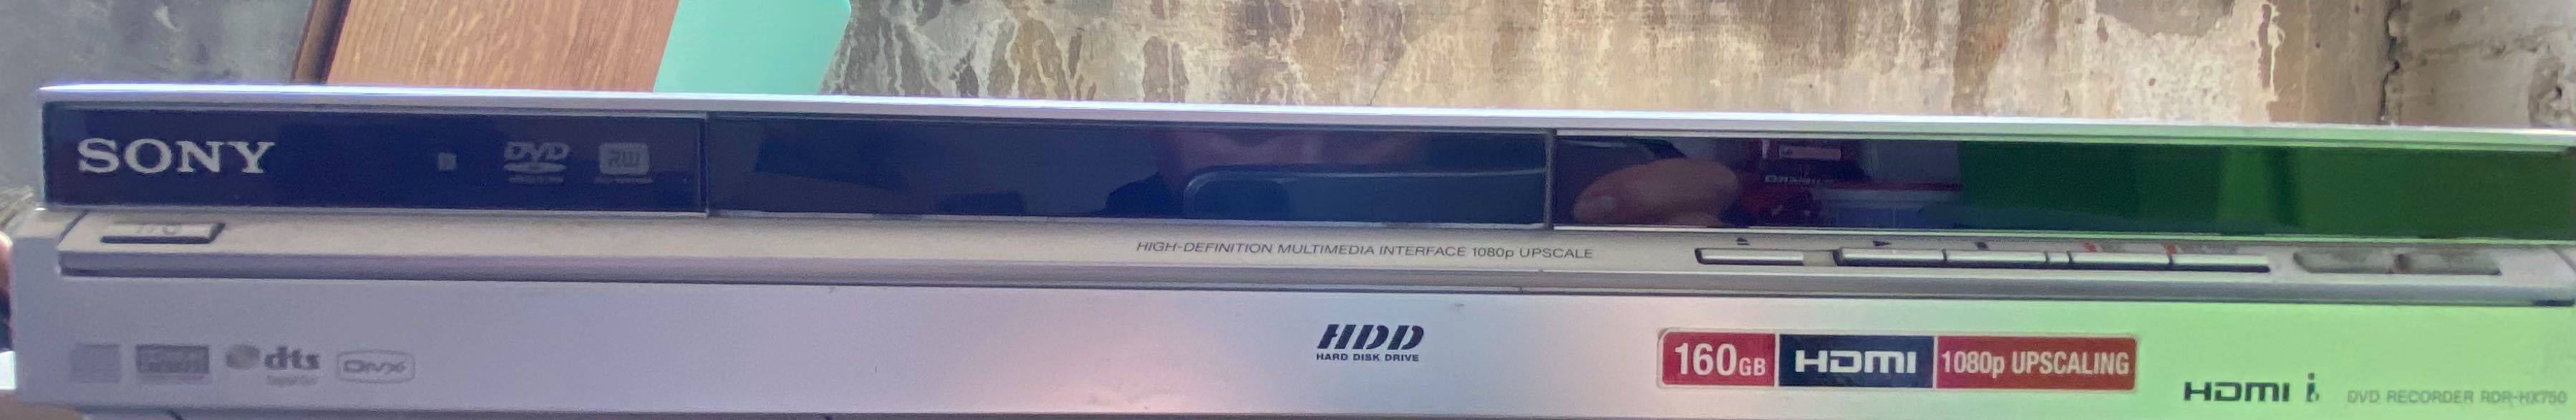 SONY
DVD
RW
HIGH-DEFINITION MULTIMEDIA INTERFACE 1080p UPSCALE
HDD
HARD DISK DRIVE
dts
DivX
160GB HDMI 1080p UPSCALING
HDMI
DVD RECORDER RDR-HX750